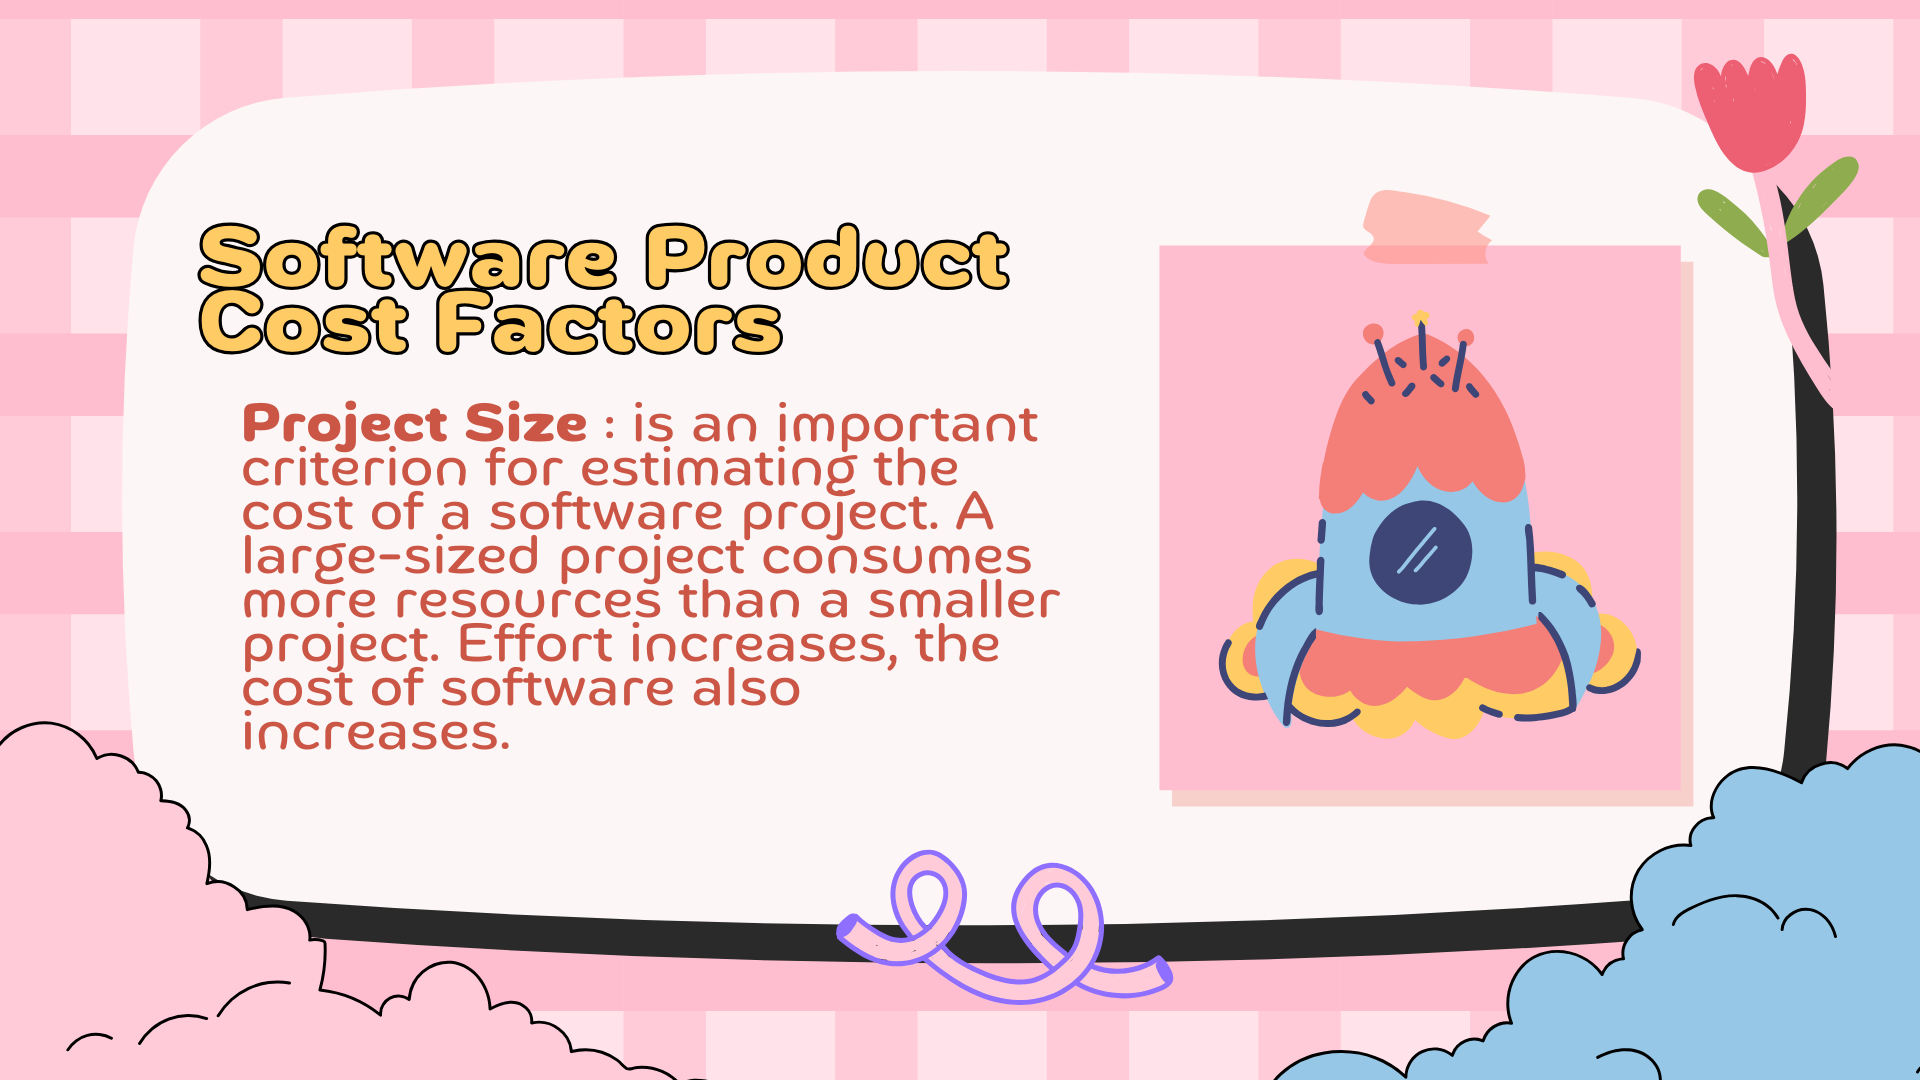 Software Product
Cost Factors
Project Size : is an important
criterion for estimating the
cost of a software project. A
large-sized project consumes
more resources than a smaller
project. Effort increases, the
cost of software also
increases.